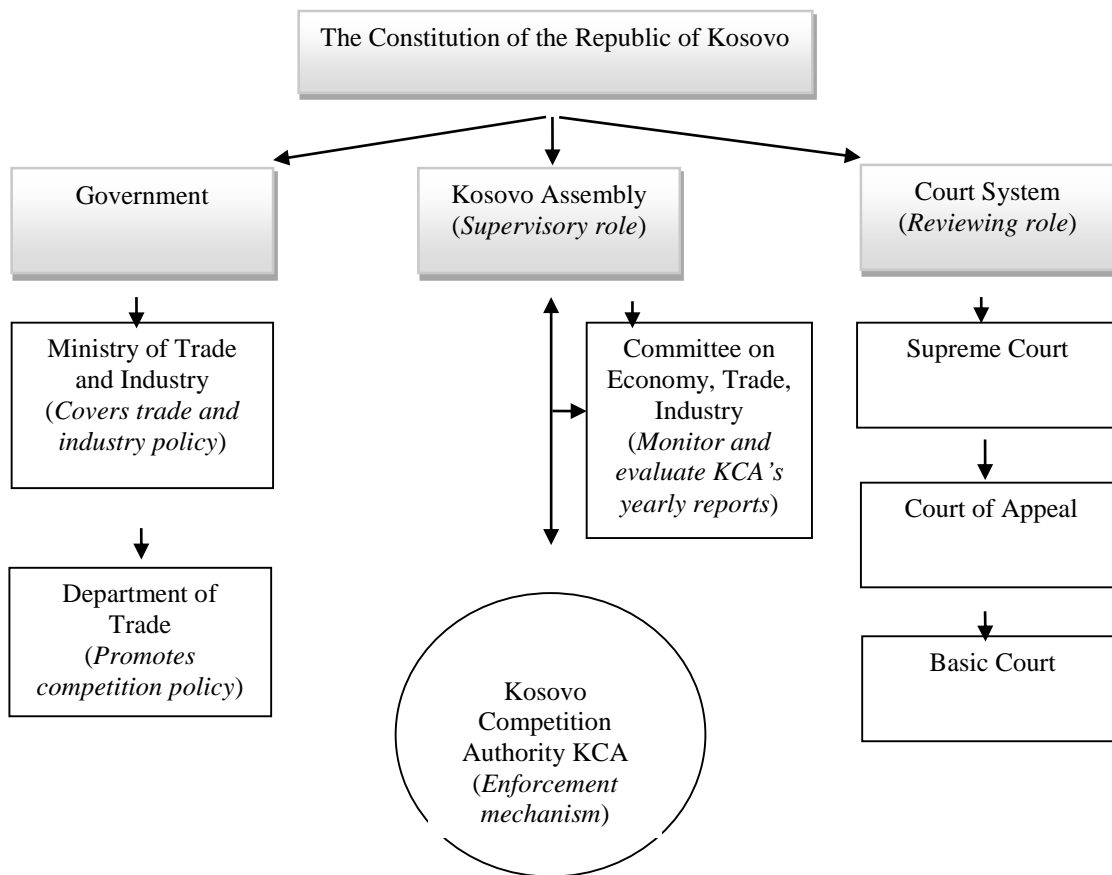 The Constitution of the Republic of Kosovo
Government
Kosovo Assembly
(Supervisory role)
Court System
(Reviewing role)
Ministry of Trade
and Industry
(Covers trade and
industry policy)
Committee on
Economy, Trade,
Industry
(Monitor and
evaluate KCA’s
yearly reports)
Supreme Court
Court of Appeal
Department of
Trade
(Promotes
competition policy)
Basic Court
Kosovo
Competition
Authority KCA
(Enforcement
mechanism)